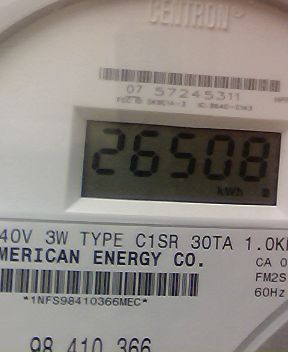 CENTRON®
07 57245311
26508
kWh
40V 3W TYPE C1SR 30TA 1.0K
MERICAN ENERGY CO.
CA 0
FM2S
60Hz
*1NFS98410366MEC*
98 410 366